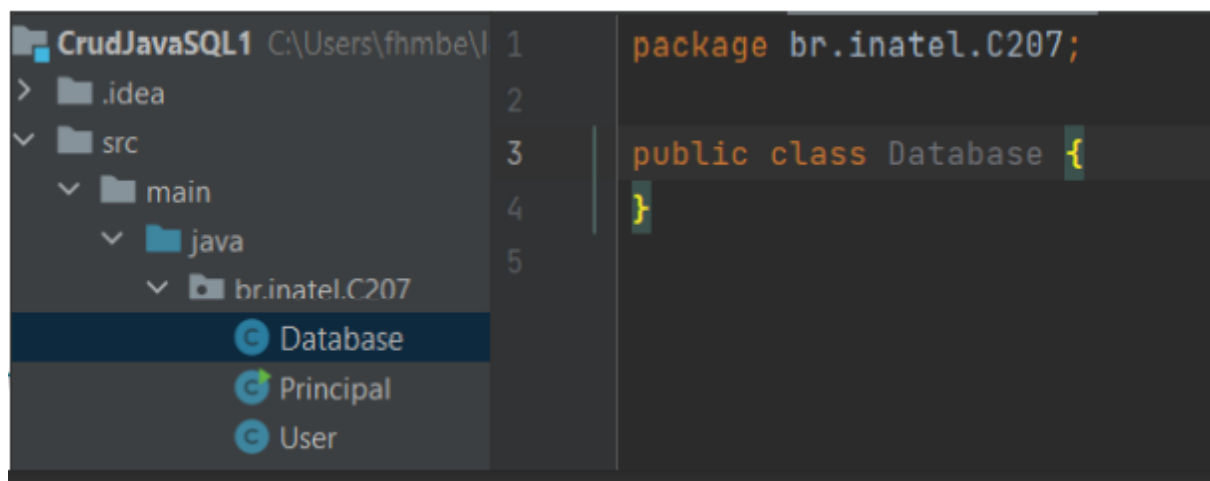 CrudJavaSQL1 C:\Users\fhmbe\I
.idea
src
main
java
br.inatel.C207
Database
Principal
User
1 package br.inatel.C207;
2
3 public class Database {
4 }
5